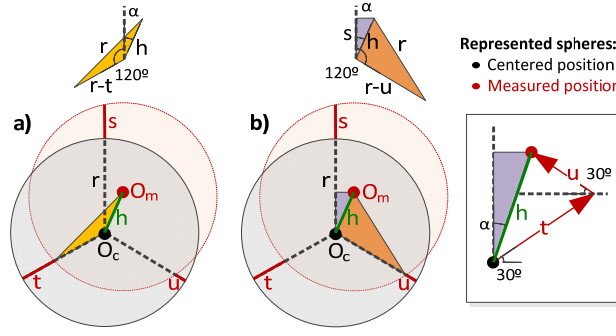 α
r
h
120º
r-t
α
s
h
r
120º
r-u
Represented spheres:
Centered position
Measured position
a)
s
r
Om
h
Oc
t
u
b)
s
r
Om
h
Oc
t
u
u
30º
h
t
α
30º